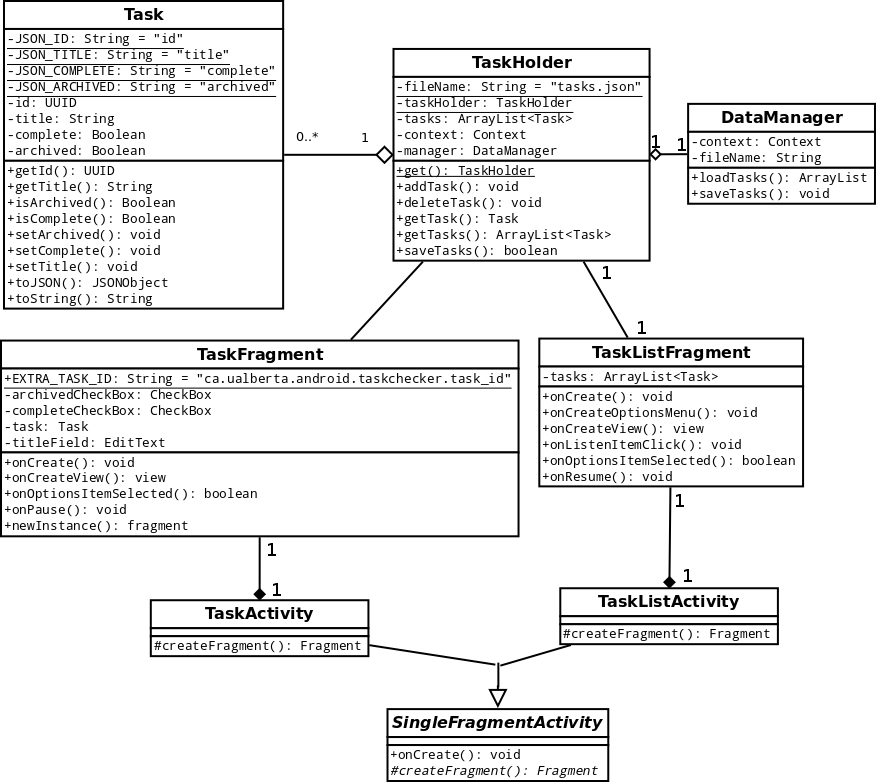 Task
-JSON_ID: String = "id"
-JSON_TITLE: String = "title"
-JSON_COMPLETE: String = "complete"
-JSON_ARCHIVED: String = "archived"
-id: UUID
-title: String
-complete: Boolean
-archived: Boolean
+getId(): UUID
+getTitle(): String
+isArchived(): Boolean
+isComplete(): Boolean
+setArchived(): void
+setComplete(): void
+setTitle(): void
+toJSON(): JSONObject
+toString(): String
0..*
1
TaskHolder
-fileName: String = "tasks.json"
-taskHolder: TaskHolder
-tasks: ArrayList<Task>
-context: Context
-manager: DataManager
+get(): TaskHolder
+addTask(): void
+deleteTask(): void
+getTask(): Task
+getTasks(): ArrayList<Task>
+saveTasks(): boolean
1
1
DataManager
-context: Context
-fileName: String
+loadTasks(): ArrayList
+saveTasks(): void
1
1
TaskFragment
+EXTRA_TASK_ID: String = "ca.ualberta.android.taskchecker.task_id"
-archivedCheckBox: CheckBox
-completeCheckBox: CheckBox
-task: Task
-titleField: EditText
+onCreate(): void
+onCreateView(): view
+onOptionsItemSelected(): boolean
+onPause(): void
+newInstance(): fragment
TaskListFragment
-tasks: ArrayList<Task>
+onCreate(): void
+onCreateOptionsMenu(): void
+onCreateView(): view
+onListenItemClick(): void
+onOptionsItemSelected(): boolean
+onResume(): void
1
1
1
1
TaskActivity
#createFragment(): Fragment
TaskListActivity
#createFragment(): Fragment
SingleFragmentActivity
+onCreate(): void
#createFragment(): Fragment